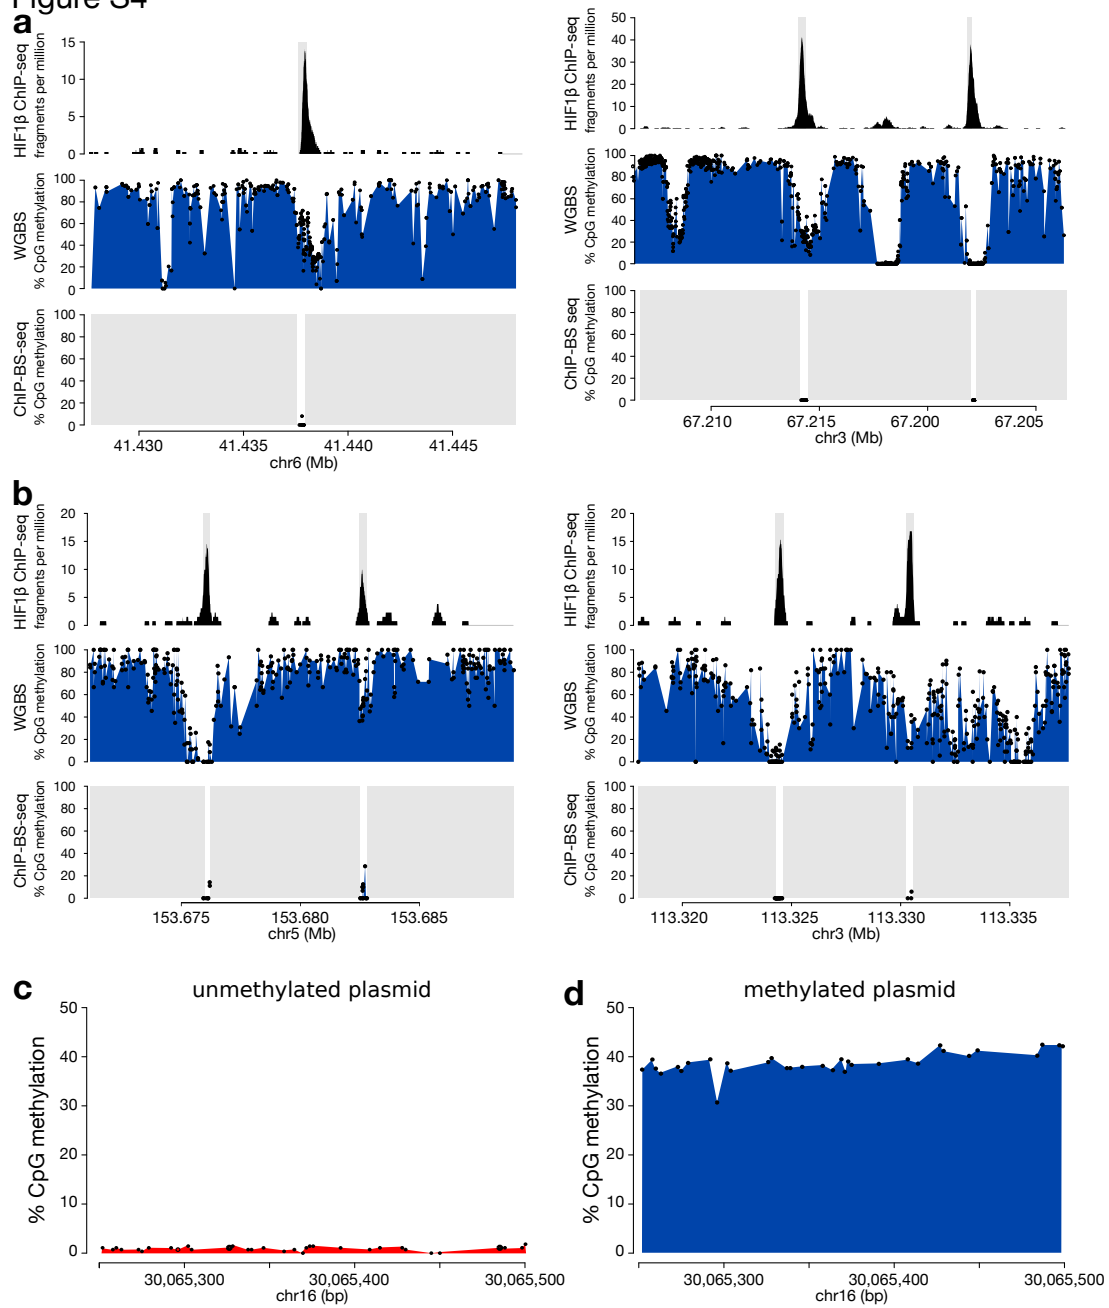 Figure S4
a
HIF1β ChIP-seq
fragments per million
15
10
5
0
WGBS
% CpG methylation
100
80
60
40
20
0
ChIP-BS-seq
% CpG methylation
100
80
60
40
20
0
41.430 41.435 41.440 41.445
chr6 (Mb)
HIF1β ChIP-seq
fragments per million
50
40
30
20
10
0
WGBS
% CpG methylation
100
80
60
40
20
0
ChIP-BS seq
% CpG methylation
100
80
60
40
20
0
67.210 67.215 67.200 67.205
chr3 (Mb)
b
HIF1β ChIP-seq
fragments per million
20
15
10
5
0
WGBS
% CpG methylation
100
80
60
40
20
0
ChIP-BS-seq
% CpG methylation
100
80
60
40
20
0
153.675 153.680 153.685
chr5 (Mb)
HIF1β ChIP-seq
fragments per million
20
15
10
5
0
WGBS
% CpG methylation
100
80
60
40
20
0
ChIP-BS seq
% CpG methylation
100
80
60
40
20
0
113.320 113.325 113.330 113.335
chr3 (Mb)
c
unmethylated plasmid
% CpG methylation
50
40
30
20
10
0
30,065,300 30,065,400 30,065,500
chr16 (bp)
d
methylated plasmid
% CpG methylation
50
40
30
20
10
0
30,065,300 30,065,400 30,065,500
chr16 (bp)